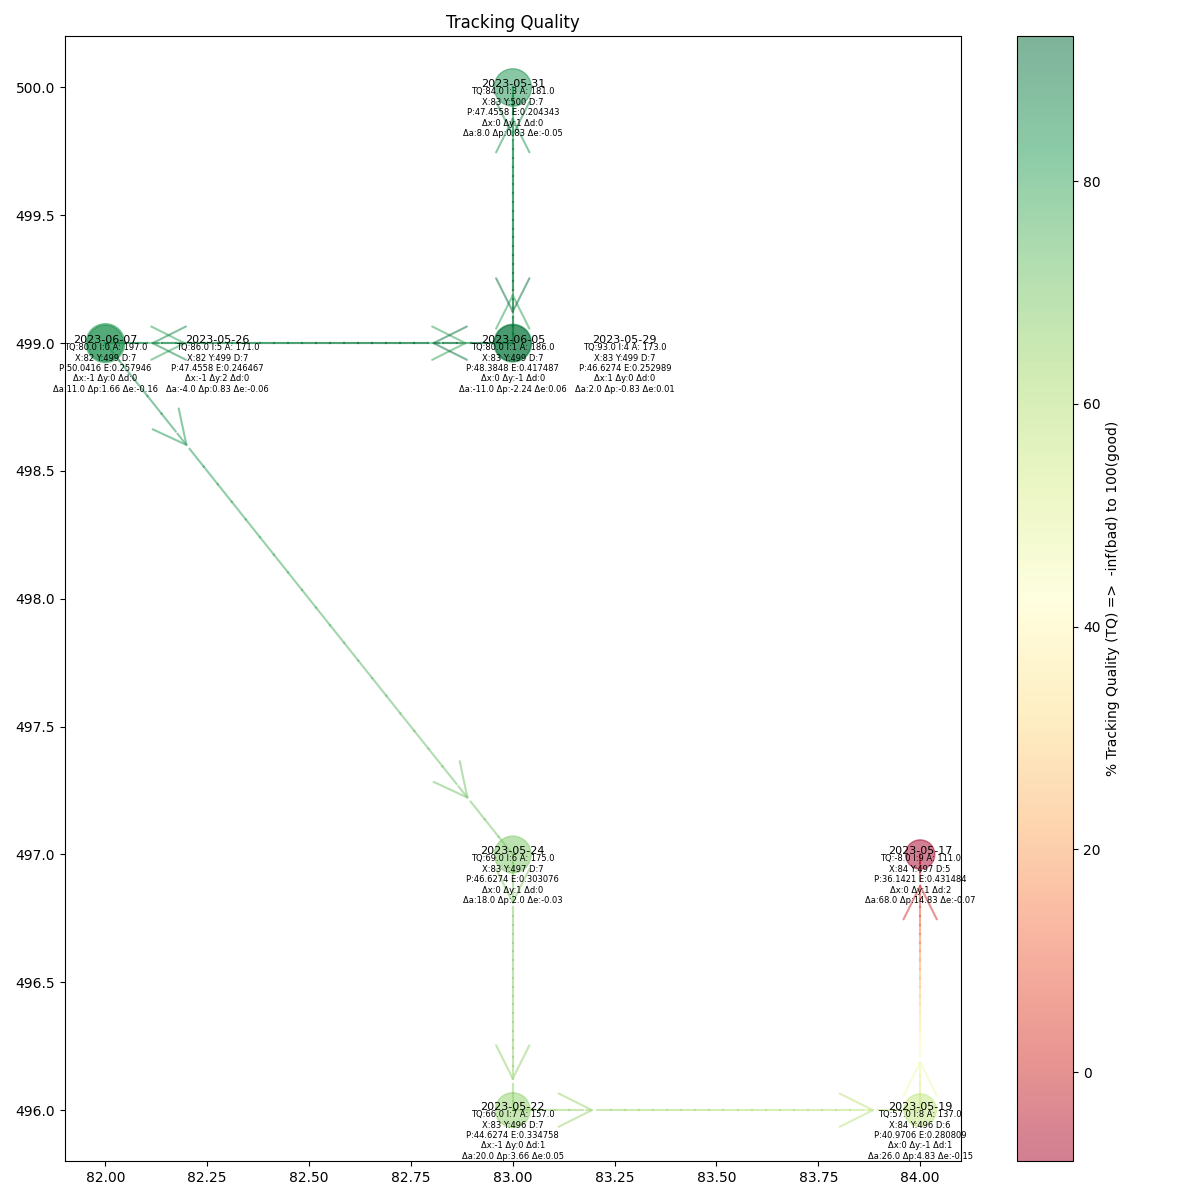 Tracking Quality
2023-05-31
TQ:84.0 I:3 A: 181.0
X:83 Y:500 D:7
P:47.4558 E:0.204343
Δx:0 Δy:1 Δd:0
Δa:8.0 Δp:0.83 Δe:-0.05
2023-06-07
TQ:80.0 I:0 A: 197.0
X:82 Y:499 D:7
P:50.0416 E:0.257946
Δx:-1 Δy:0 Δd:0
Δa:11.0 Δp:1.66 Δe:-0.16
2023-05-26
TQ:86.0 I:5 A: 171.0
X:82 Y:499 D:7
P:47.4558 E:0.246467
Δx:-1 Δy:2 Δd:0
Δa:-4.0 Δp:0.83 Δe:-0.06
2023-06-05
TQ:80.0 I:1 A: 186.0
X:83 Y:499 D:7
P:48.3848 E:0.417487
Δx:0 Δy:-1 Δd:0
Δa:-11.0 Δp:-2.24 Δe:0.06
2023-05-29
TQ:93.0 I:4 A: 173.0
X:83 Y:499 D:7
P:46.6274 E:0.252989
Δx:1 Δy:0 Δd:0
Δa:2.0 Δp:-0.83 Δe:0.01
2023-05-24
TQ:69.0 I:6 A: 175.0
X:83 Y:497 D:7
P:46.6274 E:0.303076
Δx:0 Δy:1 Δd:0
Δa:18.0 Δp:2.0 Δe:-0.03
2023-05-17
TQ:-8.0 I:9 A: 111.0
X:84 Y:497 D:5
P:36.1421 E:0.431484
Δx:0 Δy:1 Δd:2
Δa:68.0 Δp:14.83 Δe:-0.07
2023-05-22
TQ:66.0 I:7 A: 157.0
X:83 Y:496 D:7
P:44.6274 E:0.334758
Δx:-1 Δy:0 Δd:1
Δa:20.0 Δp:3.66 Δe:0.05
2023-05-19
TQ:57.0 I:8 A: 137.0
X:84 Y:496 D:6
P:40.9706 E:0.280809
Δx:0 Δy:-1 Δd:1
Δa:26.0 Δp:4.83 Δe:-0.15
500.0
499.5
499.0
498.5
498.0
497.5
497.0
496.5
496.0
82.00 82.25 82.50 82.75 83.00 83.25 83.50 83.75 84.00
80
60
40
20
0
% Tracking Quality (TQ) => -inf(bad) to 100(good)